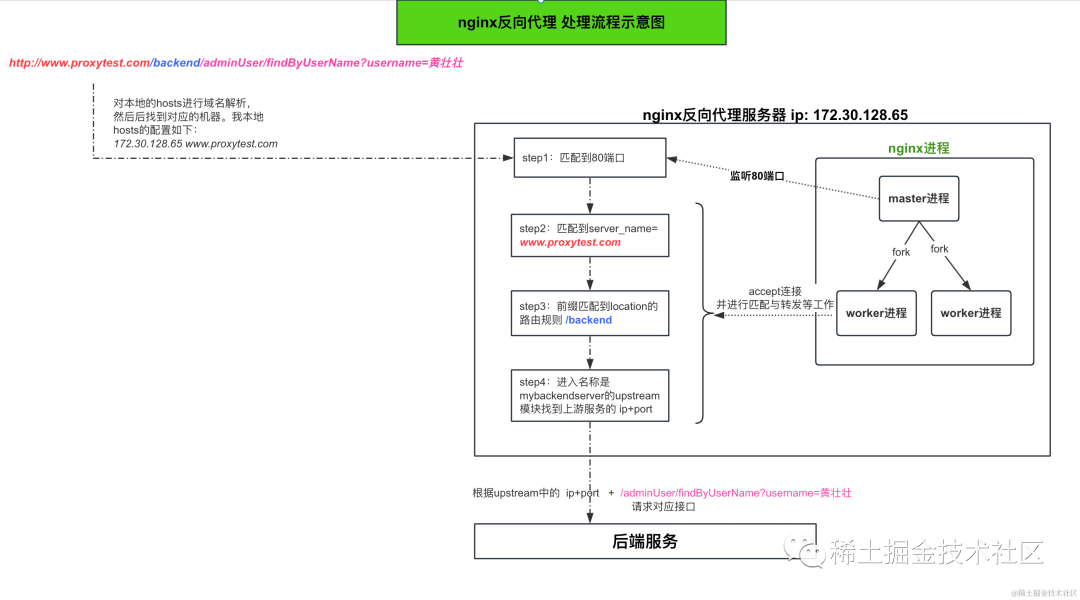 nginx反向代理 处理流程示意图
http://www.proxytest.com/backend/adminUser/findByUserName?username=黄壮壮
对本地的hosts进行域名解析，
然后后找到对应的机器。我本地
hosts的配置如下：
172.30.128.65 www.proxytest.com
nginx反向代理服务器 ip: 172.30.128.65
step1：匹配到80端口
监听80端口
nginx进程
master进程
fork
fork
worker进程
worker进程
step2：匹配到server_name=
www.proxytest.com
accept连接
并进行匹配与转发等工作
step3：前缀匹配到location的
路由规则 /backend
step4：进入名称是
mybackendserver的upstream
模块找到上游服务的 ip+port
根据upstream中的 ip+port + /adminUser/findByUserName?username=黄壮壮
请求对应接口
后端服务
稀土掘金技术社区
@稀土掘金技术社区